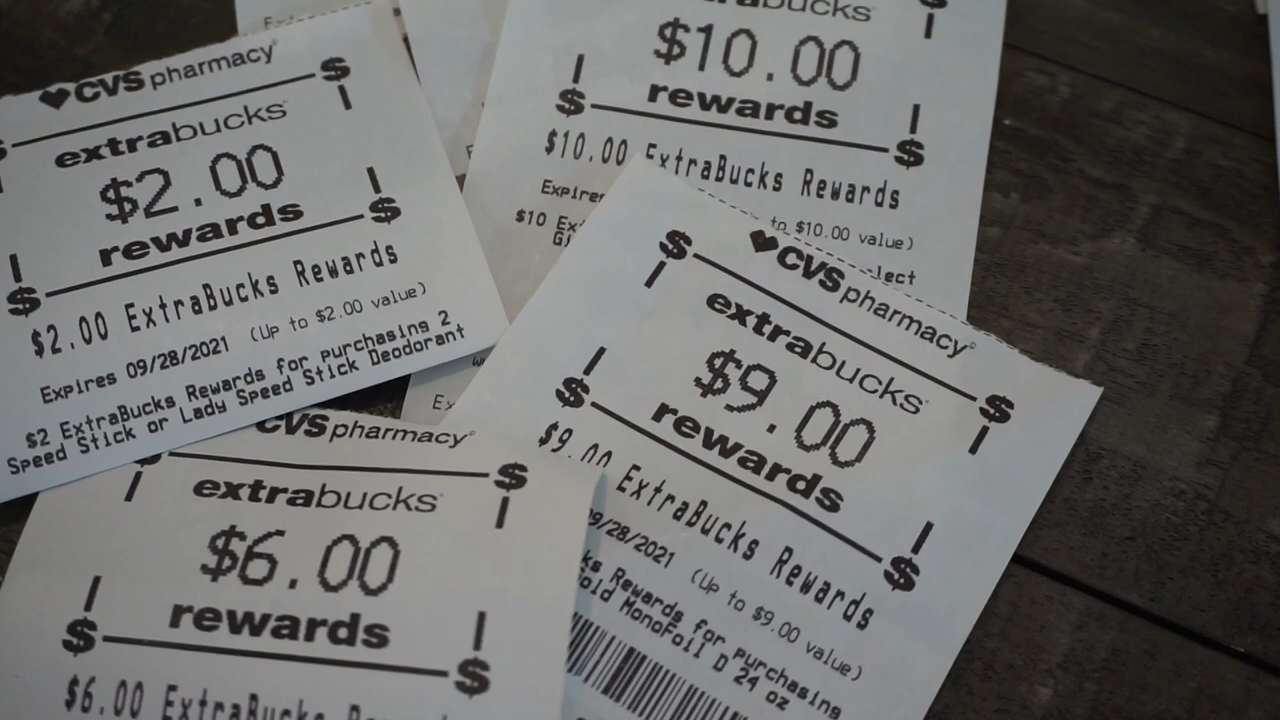 CVS pharmacy
extrabucks
$2.00
rewards
$2.00 ExtraBucks Rewards
Expires 09/28/2021 (Up to $2.00 value)
$2 ExtraBucks Rewards for purchasing 2
Speed Stick or Lady Speed Stick Deodorant
extrabucks
$10.00
rewards
$10.00 ExtraBucks Rewards
Expires
to $10.00 value)
$10
CVS pharmacy
extrabucks
$9.00
rewards
$9.00 ExtraBucks Rewards
09/28/2021 (Up to $9.00 value)
Rewards for purchasing
MonoFoil D 24 oz
CVS pharmacy
extrabucks
$6.00
rewards
$6.00 ExtraBucks